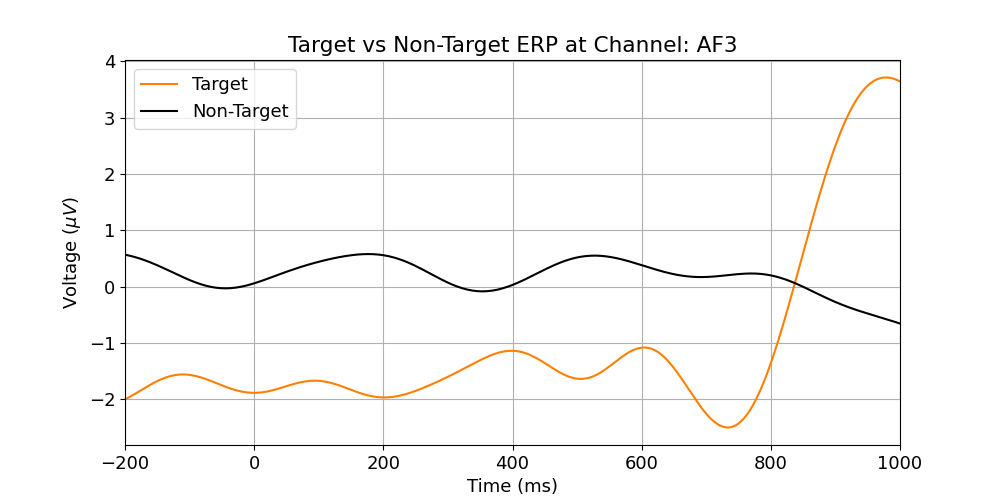 Target vs Non-Target ERP at Channel: AF3
Target
Non-Target
4
3
2
1
0
−1
−2
Voltage (μV)
−200 0 200 400 600 800 1000
Time (ms)